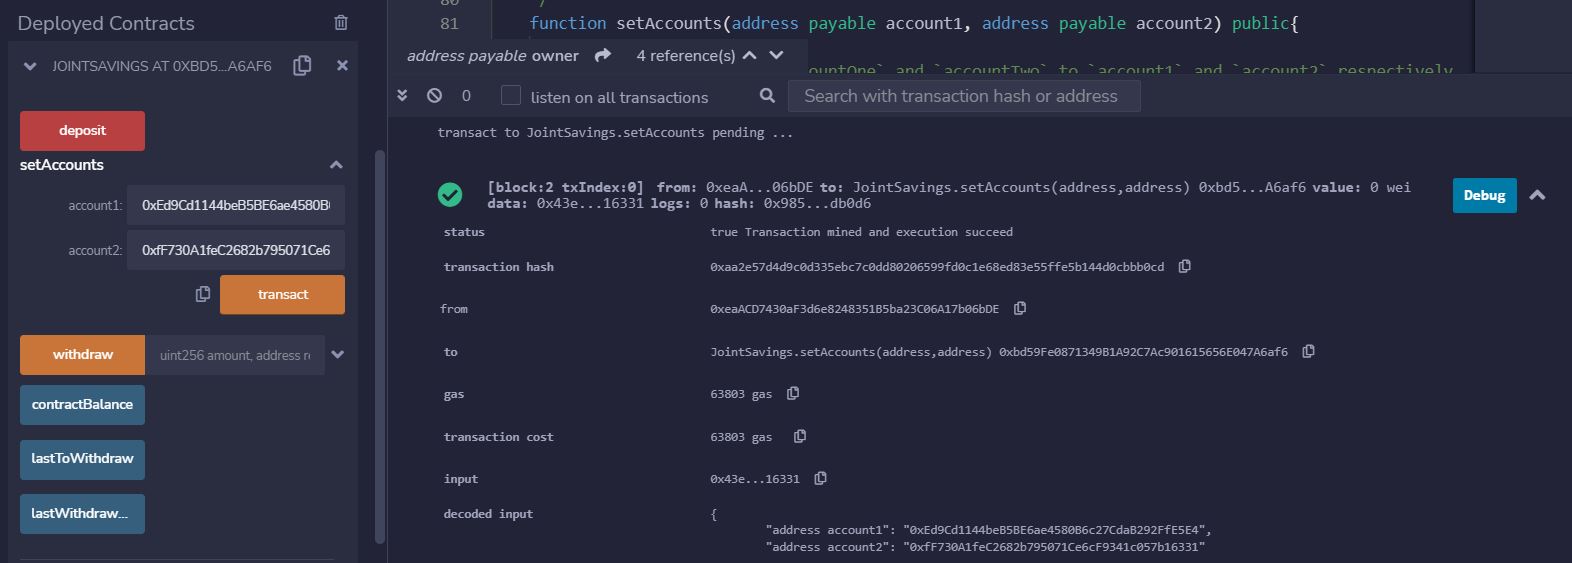 Deployed Contracts
JOINTSAVINGS AT 0XBD5...A6AF6
deposit
setAccounts
account1: 0xEd9Cd1144beB5BE6ae4580B6
account2: 0xfF730A1feC2682b795071Ce6
transact
withdraw uint256 amount, address re
contractBalance
lastToWithdraw
lastWithdraw...
80 */
81 function setAccounts(address payable account1, address payable account2) public{
address payable owner 4 reference(s)
ountOne` and `accountTwo` to `account1` and `account2` respectively
0 listen on all transactions Search with transaction hash or address
transact to JointSavings.setAccounts pending ...
[block:2 txIndex:0] from: 0xeaA...06bDE to: JointSavings.setAccounts(address,address) 0xbd5...A6af6 value: 0 wei
data: 0x43e...16331 logs: 0 hash: 0x985...db0d6
Debug
status true Transaction mined and execution succeed
transaction hash 0xaa2e57d4d9c0d335ebc7c0dd80206599fd0c1e68ed83e55ffe5b144d0cbbb0cd
from 0xeaACD7430aF3d6e8248351B5ba23C06A17b06bDE
to JointSavings.setAccounts(address,address) 0xbd59Fe0871349B1A92C7Ac901615656E047A6af6
gas 63803 gas
transaction cost 63803 gas
input 0x43e...16331
decoded input {
"address account1": "0xEd9Cd1144beB5BE6ae4580B6c27CdaB292FfE5E4",
"address account2": "0xfF730A1feC2682b795071Ce6cF9341c057b16331"